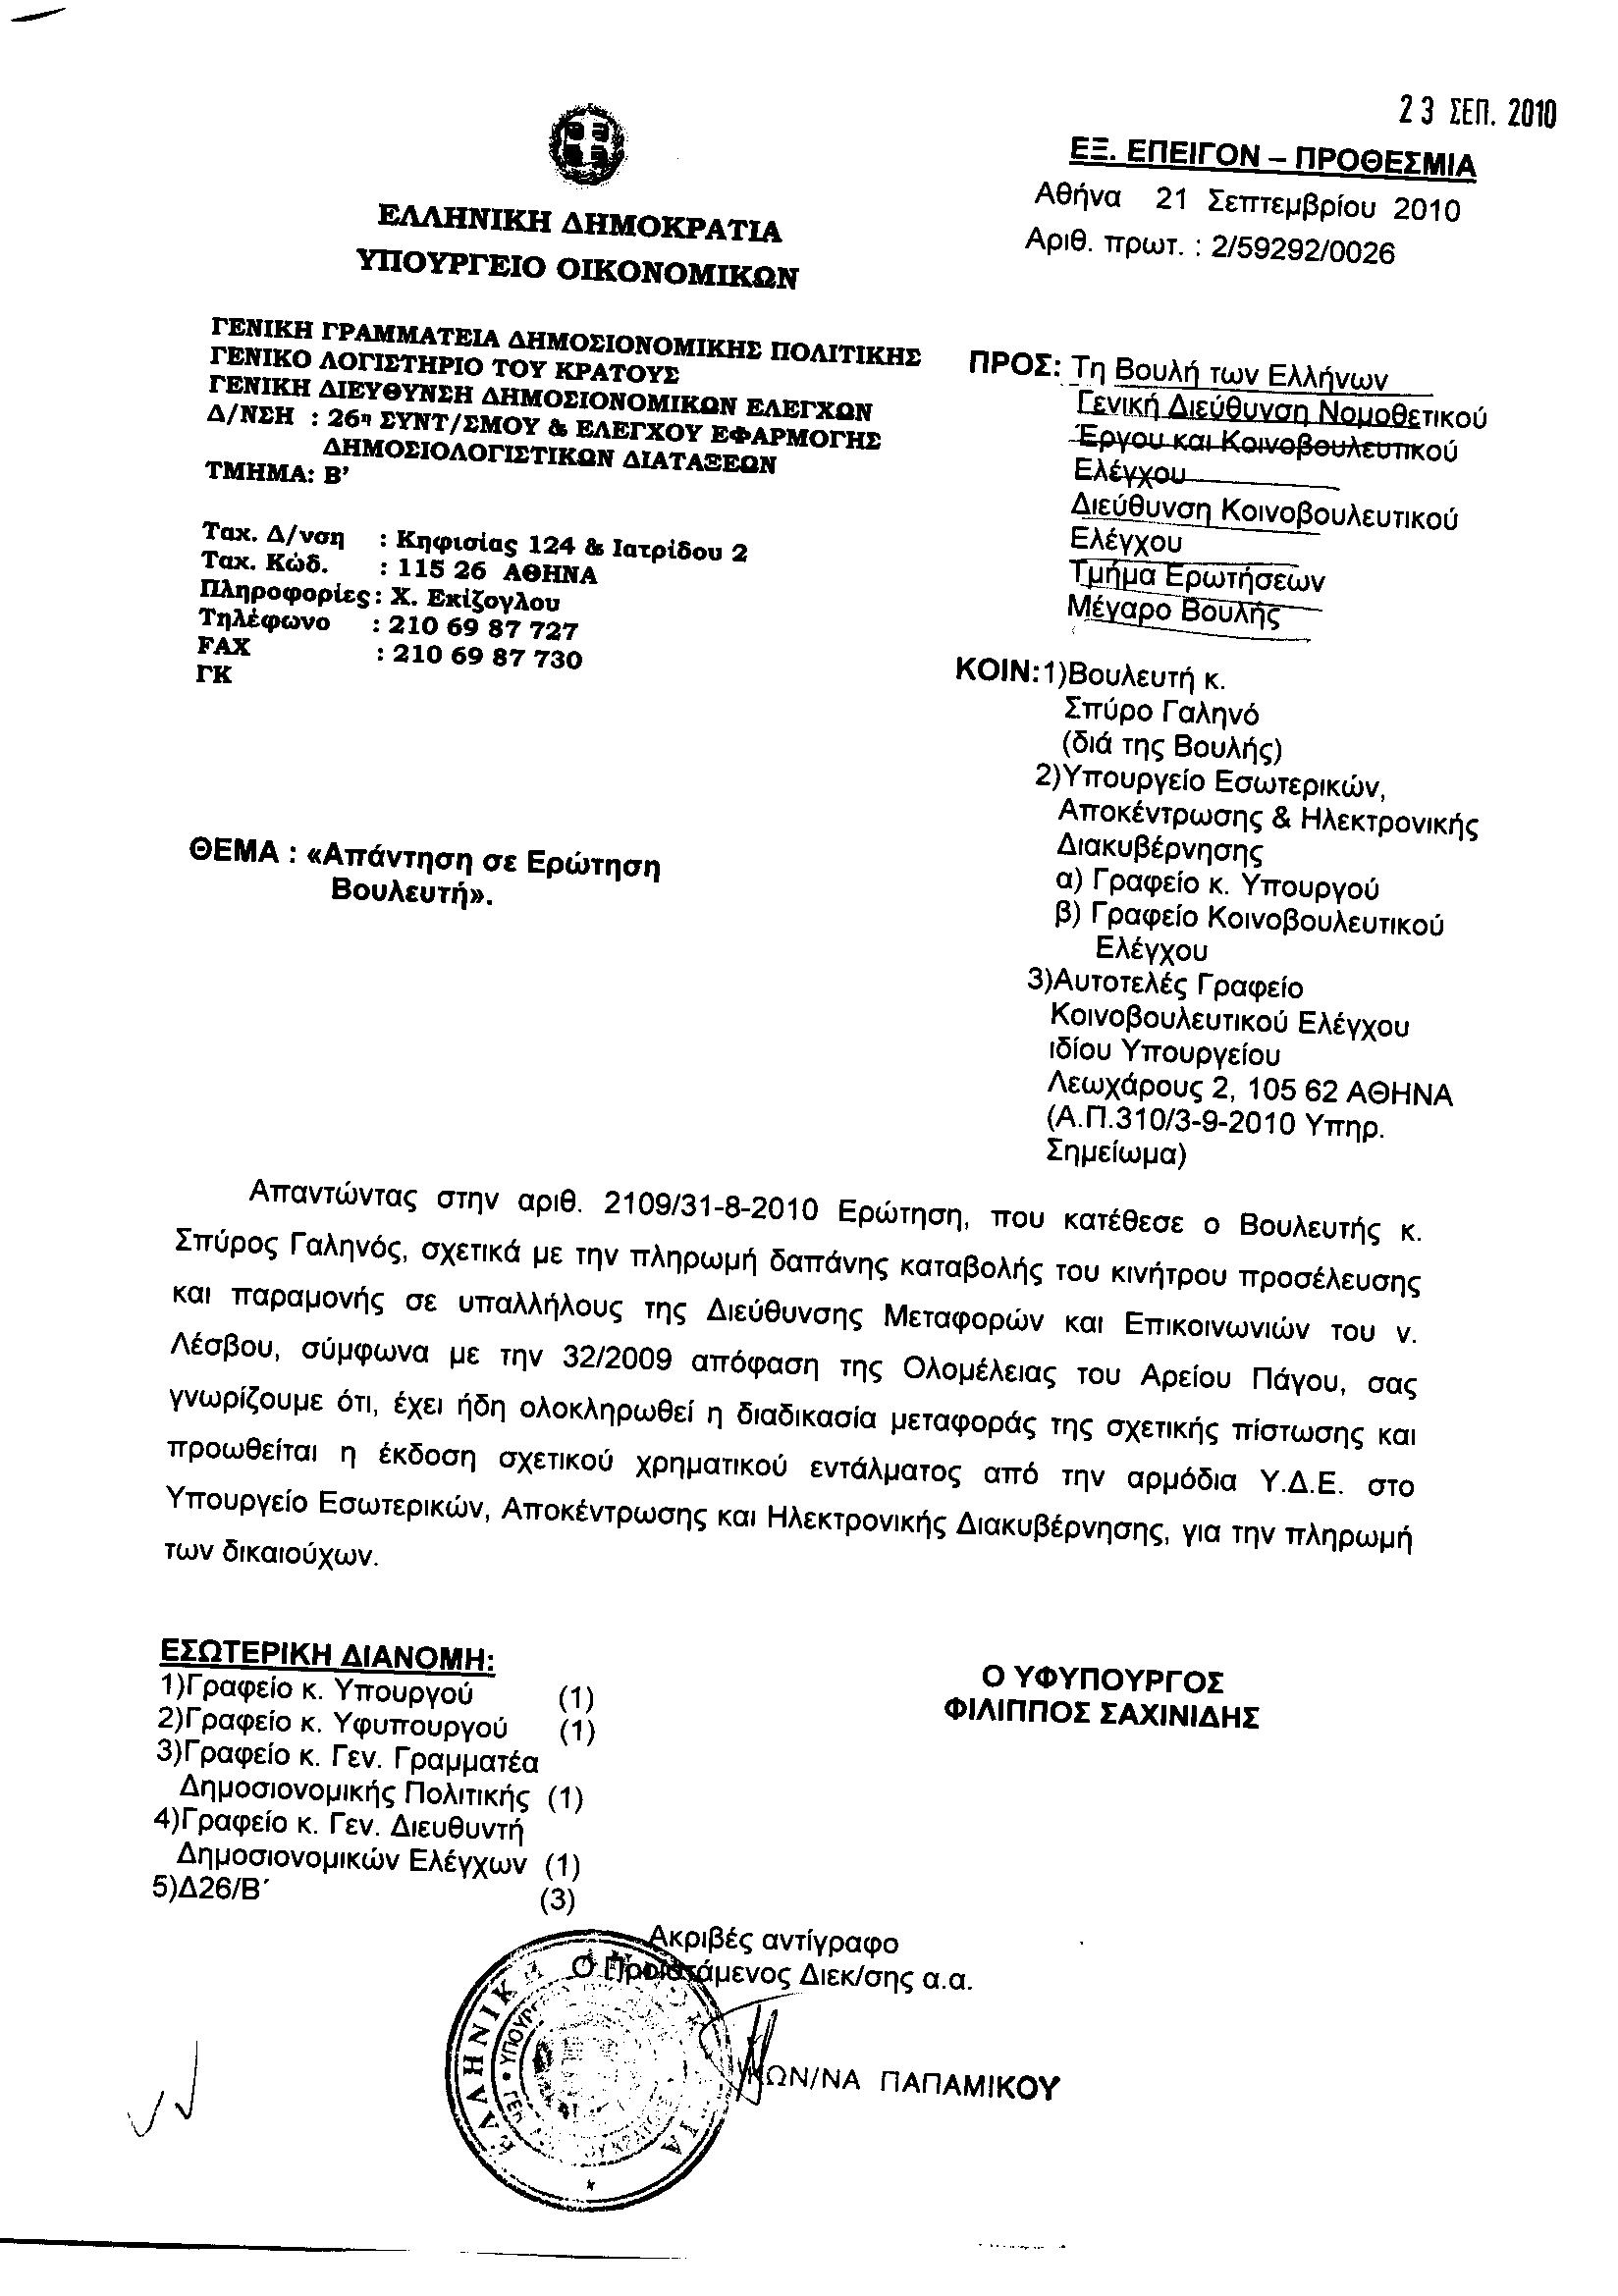 23 ΣΕΠ. 2010
ΕΞ. ΕΠΕΙΓΟΝ – ΠΡΟΘΕΣΜΙΑ
Αθήνα 21 Σεπτεμβρίου 2010
Αριθ. πρωτ. : 2/59292/0026
ΕΛΛΗΝΙΚΗ ΔΗΜΟΚΡΑΤΙΑ
ΥΠΟΥΡΓΕΙΟ ΟΙΚΟΝΟΜΙΚΩΝ
ΓΕΝΙΚΗ ΓΡΑΜΜΑΤΕΙΑ ΔΗΜΟΣΙΟΝΟΜΙΚΗΣ ΠΟΛΙΤΙΚΗΣ
ΓΕΝΙΚΟ ΛΟΓΙΣΤΗΡΙΟ ΤΟΥ ΚΡΑΤΟΥΣ
ΓΕΝΙΚΗ ΔΙΕΥΘΥΝΣΗ ΔΗΜΟΣΙΟΝΟΜΙΚΩΝ ΕΛΕΓΧΩΝ
Δ/ΝΣΗ : 26η ΣΥΝΤ/ΣΜΟΥ & ΕΛΕΓΧΟΥ ΕΦΑΡΜΟΓΗΣ
ΔΗΜΟΣΙΟΛΟΓΙΣΤΙΚΩΝ ΔΙΑΤΑΞΕΩΝ
ΤΜΗΜΑ: Β’
Ταχ. Δ/νση : Κηφισίας 124 & Ιατρίδου 2
Ταχ. Κώδ. : 115 26 ΑΘΗΝΑ
Πληροφορίες : Χ. Εκίζογλου
Τηλέφωνο : 210 69 87 727
FAX : 210 69 87 730
ΓΚ
ΠΡΟΣ: Τη Βουλή των Ελλήνων
Γενική Διεύθυνση Νομοθετικού
Έργου και Κοινοβουλευτικού
Ελέγχου
Διεύθυνση Κοινοβουλευτικού
Ελέγχου
Τμήμα Ερωτήσεων
Μέγαρο Βουλής
ΚΟΙΝ:1)Βουλευτή κ.
Σπύρο Γαληνό
(διά της Βουλής)
2)Υπουργείο Εσωτερικών,
Αποκέντρωσης & Ηλεκτρονικής
Διακυβέρνησης
α) Γραφείο κ. Υπουργού
β) Γραφείο Κοινοβουλευτικού
Ελέγχου
3)Αυτοτελές Γραφείο
Κοινοβουλευτικού Ελέγχου
ιδίου Υπουργείου
Λεωχάρους 2, 105 62 ΑΘΗΝΑ
(Α.Π.310/3-9-2010 Υπηρ.
Σημείωμα)
ΘΕΜΑ : «Απάντηση σε Ερώτηση
Βουλευτή».
Απαντώντας στην αριθ. 2109/31-8-2010 Ερώτηση, που κατέθεσε ο Βουλευτής κ.
Σπύρος Γαληνός, σχετικά με την πληρωμή δαπάνης καταβολής του κινήτρου προσέλευσης
και παραμονής σε υπαλλήλους της Διεύθυνσης Μεταφορών και Επικοινωνιών του ν.
Λέσβου, σύμφωνα με την 32/2009 απόφαση της Ολομέλειας του Αρείου Πάγου, σας
γνωρίζουμε ότι, έχει ήδη ολοκληρωθεί η διαδικασία μεταφοράς της σχετικής πίστωσης και
προωθείται η έκδοση σχετικού χρηματικού εντάλματος από την αρμόδια Υ.Δ.Ε. στο
Υπουργείο Εσωτερικών, Αποκέντρωσης και Ηλεκτρονικής Διακυβέρνησης, για την πληρωμή
των δικαιούχων.
ΕΣΩΤΕΡΙΚΗ ΔΙΑΝΟΜΗ:
1)Γραφείο κ. Υπουργού (1)
2)Γραφείο κ. Υφυπουργού (1)
3)Γραφείο κ. Γεν. Γραμματέα
Δημοσιονομικής Πολιτικής (1)
4)Γραφείο κ. Γεν. Διευθυντή
Δημοσιονομικών Ελέγχων (1)
5)Δ26/Β΄ (3)
Ο ΥΦΥΠΟΥΡΓΟΣ
ΦΙΛΙΠΠΟΣ ΣΑΧΙΝΙΔΗΣ
Ακριβές αντίγραφο
Ο Προϊστάμενος Διεκ/σης α.α.
ΚΩΝ/ΝΑ ΠΑΠΑΜΙΚΟΥ